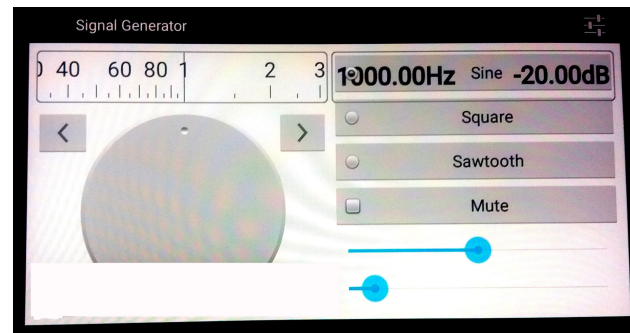 Signal Generator
40 60 80 1 2 3
1000.00Hz Sine -20.00dB
Square
Sawtooth
Mute